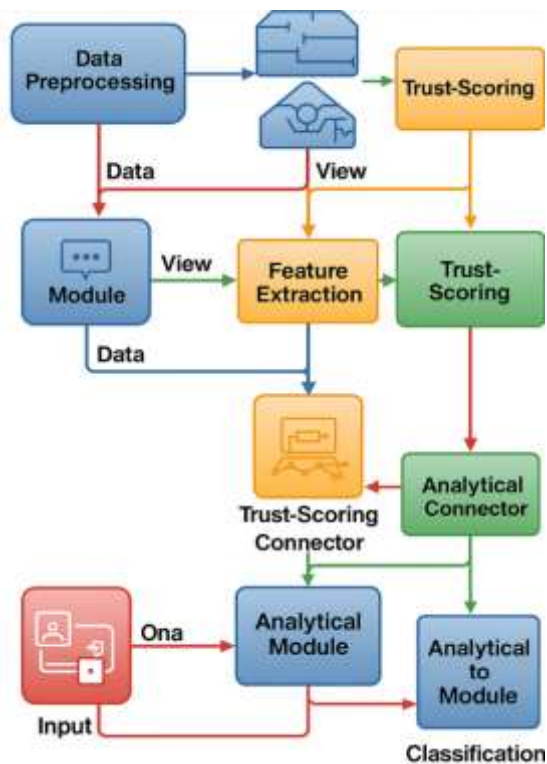 Data
Preprocessing
Trust-Scoring
Data
View
Module
View
Feature
Extraction
Trust-
Scoring
Data
Trust-Scoring
Connector
Analytical
Connector
Ona
Analytical
Module
Analytical
to
Module
Input
Classification